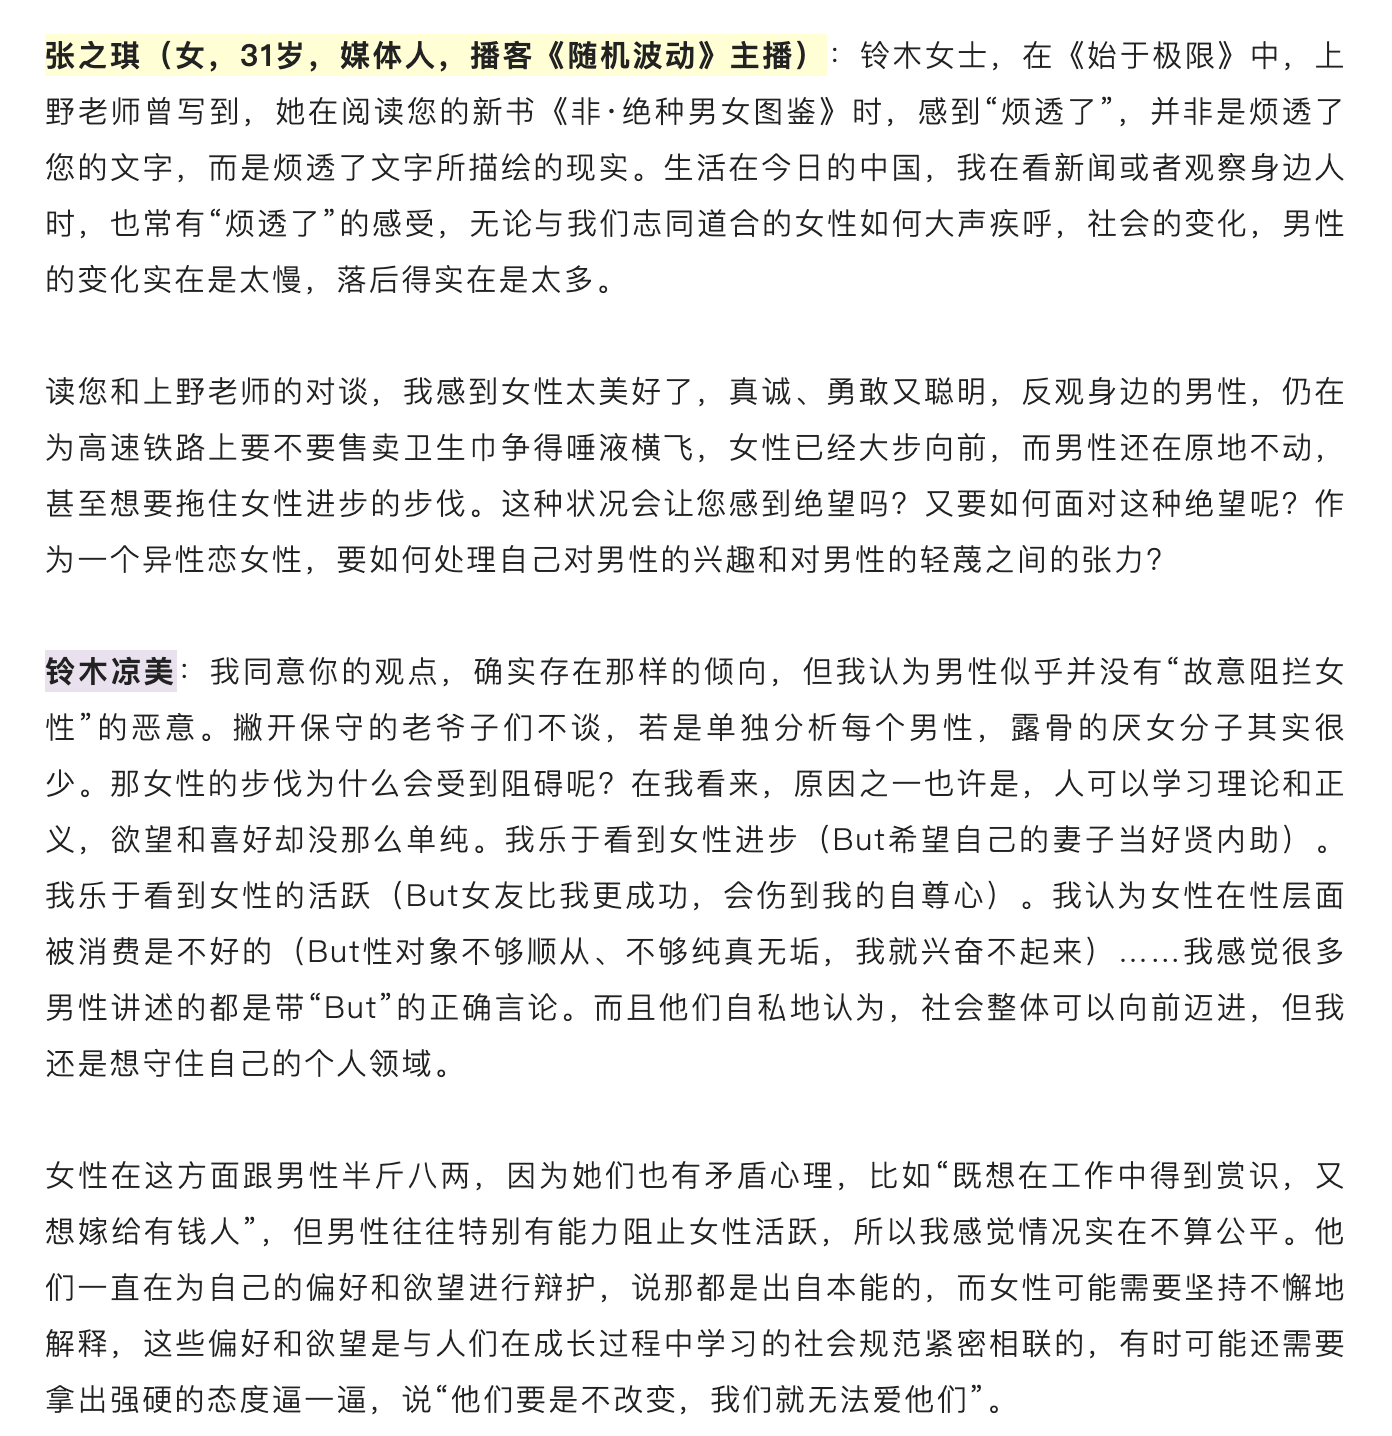 张之琪（女，31岁，媒体人，播客《随机波动》主播）：铃木女士，在《始于极限》中，上
野老师曾写到，她在阅读您的新书《非·绝种男女图鉴》时，感到“烦透了”，并非是烦透了
您的文字，而是烦透了文字所描绘的现实。生活在今日的中国，我在看新闻或者观察身边人
时，也常有“烦透了”的感受，无论与我们志同道合的女性如何大声疾呼，社会的变化，男性
的变化实在是太慢，落后得实在是太多。
读您和上野老师的对谈，我感到女性太美好了，真诚、勇敢又聪明，反观身边的男性，仍在
为高速铁路上要不要售卖卫生巾争得唾液横飞，女性已经大步向前，而男性还在原地不动，
甚至想要拖住女性进步的步伐。这种状况会让您感到绝望吗？又要如何面对这种绝望呢？作
为一个异性恋女性，要如何处理自己对男性的兴趣和对男性的轻蔑之间的张力？
铃木凉美：我同意你的观点，确实存在那样的倾向，但我认为男性似乎并没有“故意阻拦女
性”的恶意。撇开保守的老爷子们不谈，若是单独分析每个男性，露骨的厌女分子其实很
少。那女性的步伐为什么会受到阻碍呢？在我看来，原因之一也许是，人可以学习理论和正
义，欲望和喜好却没那么单纯。我乐于看到女性进步（But希望自己的妻子当好贤内助）。
我乐于看到女性的活跃（But女友比我更成功，会伤到我的自尊心）。我认为女性在性层面
被消费是不好的（But性对象不够顺从、不够纯真无垢，我就兴奋不起来）……我感觉很多
男性讲述的都是带“But”的正确言论。而且他们自私地认为，社会整体可以向前迈进，但我
还是想守住自己的个人领域。
女性在这方面跟男性半斤八两，因为她们也有矛盾心理，比如“既想在工作中得到赏识，又
想嫁给有钱人”，但男性往往特别有能力阻止女性活跃，所以我感觉情况实在不算公平。他
们一直在为自己的偏好和欲望进行辩护，说那都是出自本能的，而女性可能需要坚持不懈地
解释，这些偏好和欲望是与人们在成长过程中学习的社会规范紧密相联的，有时可能还需要
拿出强硬的态度逼一逼，说“他们要是不改变，我们就无法爱他们”。